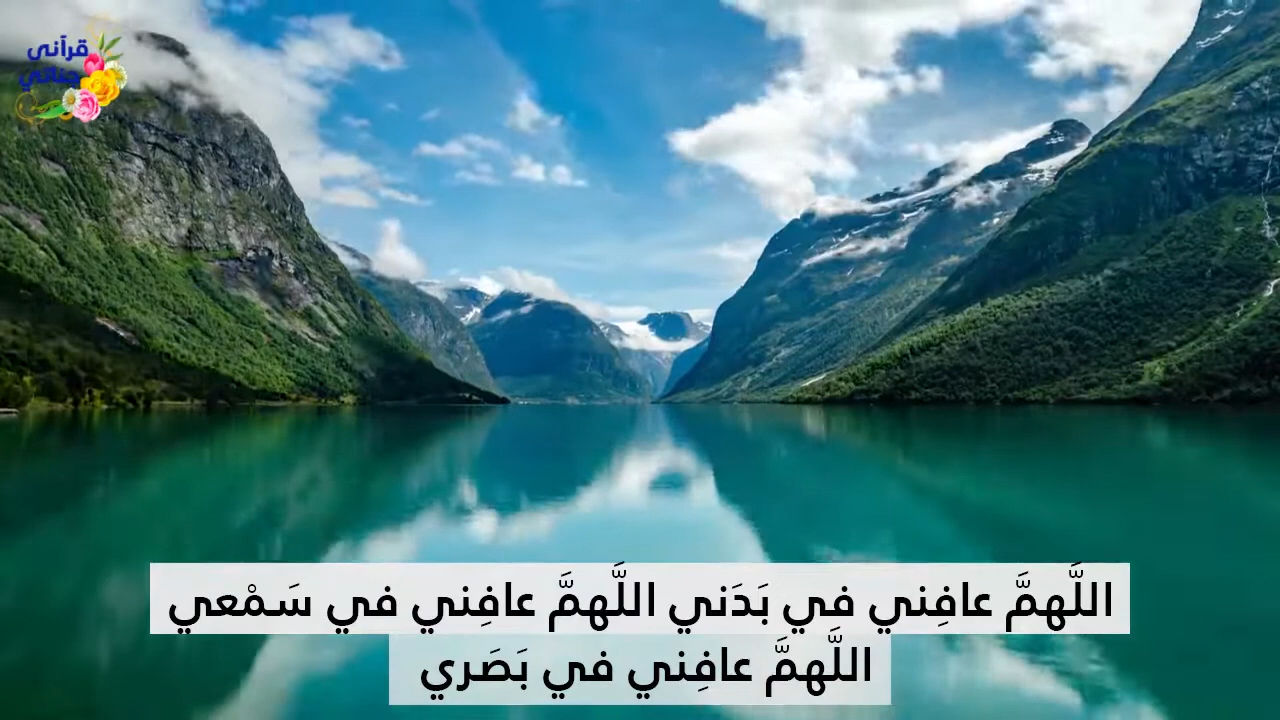 قرآني
جناتي
اللَّهمَّ عافِني في بَدَني اللَّهمَّ عافِني في سَمْعي
اللَّهمَّ عافِني في بَصَري